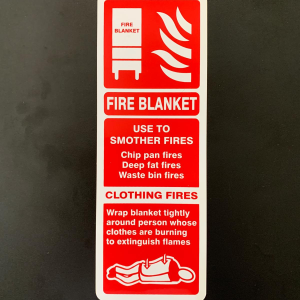 FIRE
BLANKET
FIRE BLANKET
USE TO
SMOTHER FIRES
Chip pan fires
Deep fat fires
Waste bin fires
CLOTHING FIRES
Wrap blanket tightly
around person whose
clothes are burning
to extinguish flames